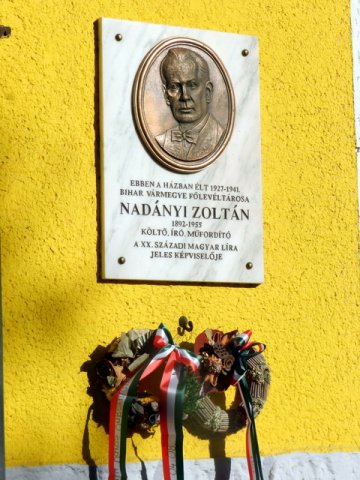 EBBEN A HÁZBAN ÉLT 1927-1941.
BIHAR VÁRMEGYE FŐLEVÉLTÁROSA
NADÁNYI ZOLTÁN
1892-1955
KÖLTŐ, ÍRÓ, MŰFORDÍTÓ
A XX. SZÁZADI MAGYAR LÍRA
JELES KÉPVISELŐJE